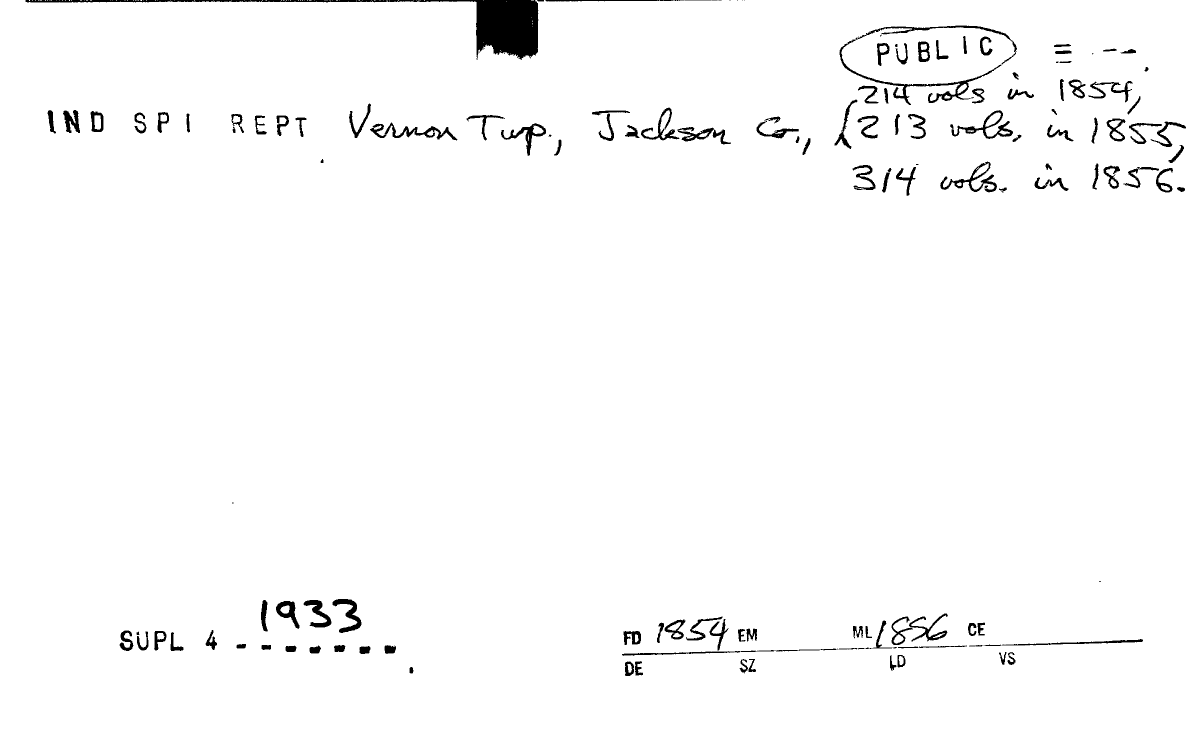 PUBLIC
214 vols in 1854,
IND SPI REPT Vernon Twp., Jackson Co., 213 vols. in 1855,
314 vols. in 1856.
1933
SUPL 4 - - - - - - -
FD 1854 EM ML 1856 CE
DE SZ LD VS